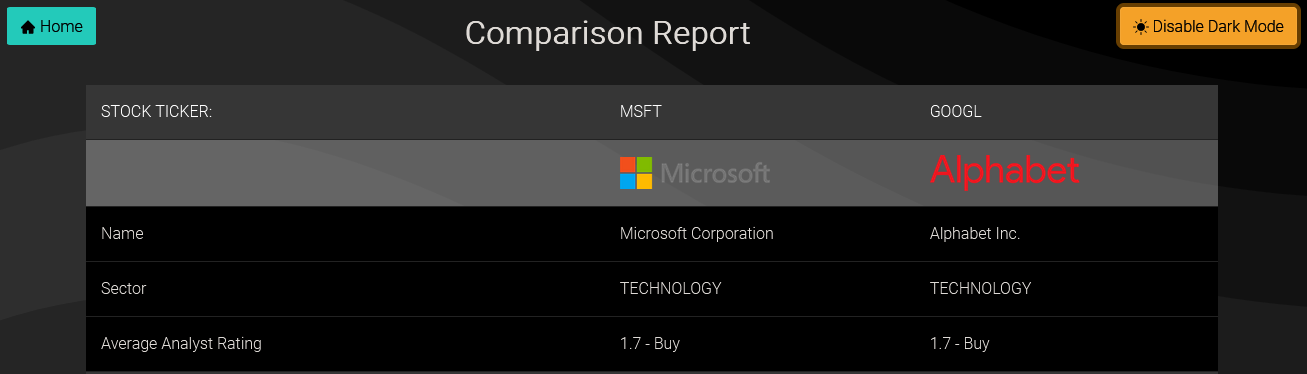 Home
Comparison Report
Disable Dark Mode
STOCK TICKER: MSFT GOOGL
Microsoft Alphabet
Name Microsoft Corporation Alphabet Inc.
Sector TECHNOLOGY TECHNOLOGY
Average Analyst Rating 1.7 - Buy 1.7 - Buy